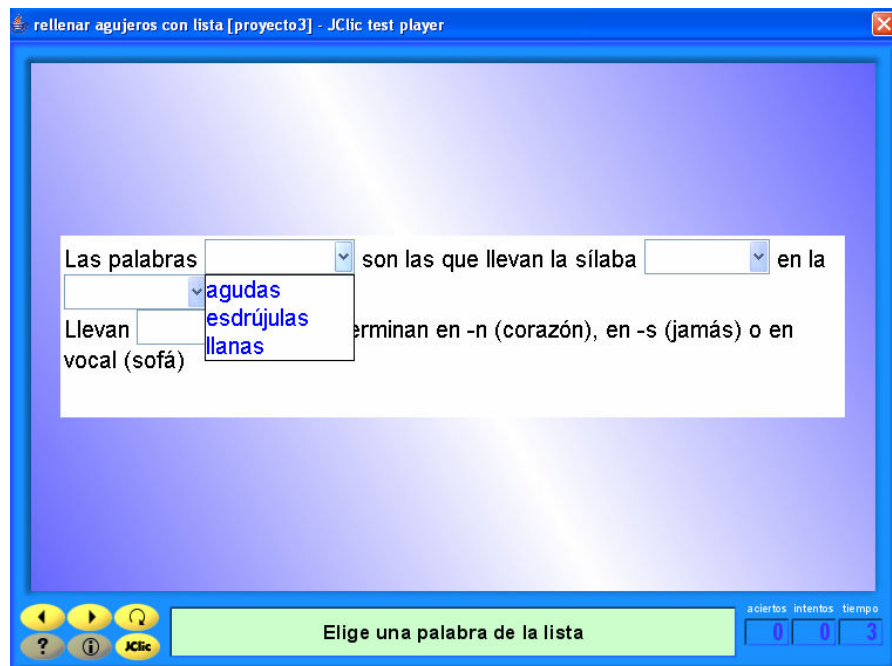 rellenar agujeros con lista [proyecto3] - JClic test player
Las palabras son las que llevan la sílaba en la
agudas
esdrújulas
llanas
Llevan erminan en -n (corazón), en -s (jamás) o en
vocal (sofá)
Elige una palabra de la lista
aciertos intentos tiempo
0 0 3
? i JClic